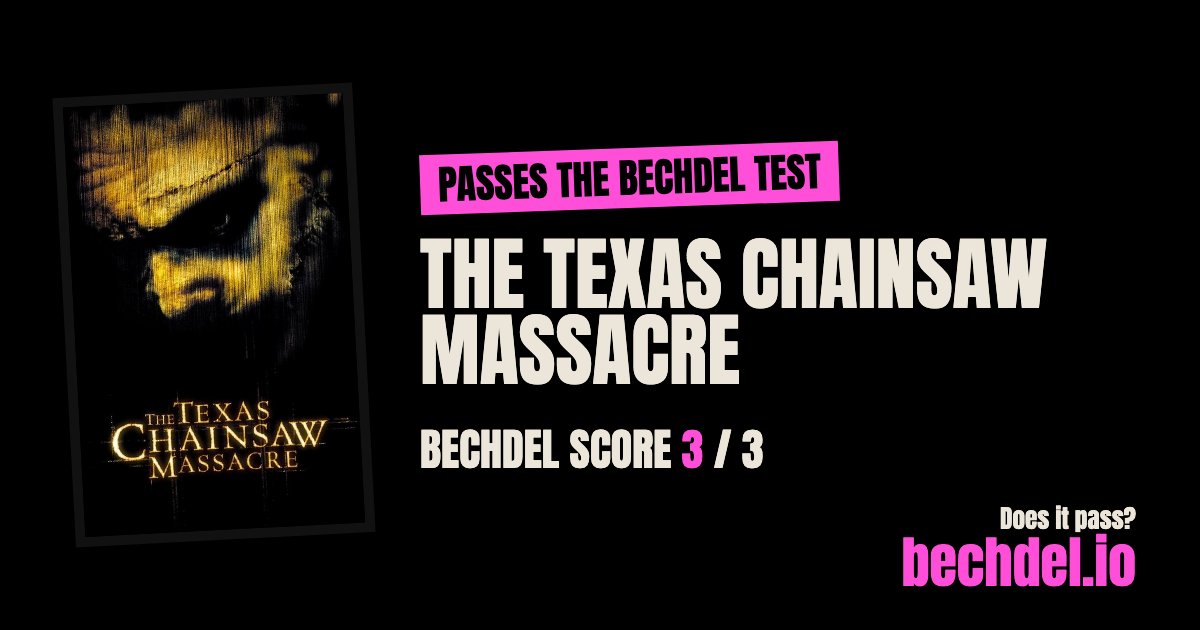 THE TEXAS
CHAINSAW
MASSACRE
PASSES THE BECHDEL TEST
THE TEXAS CHAINSAW
MASSACRE
BECHDEL SCORE 3 / 3
Does it pass?
bechdel.io